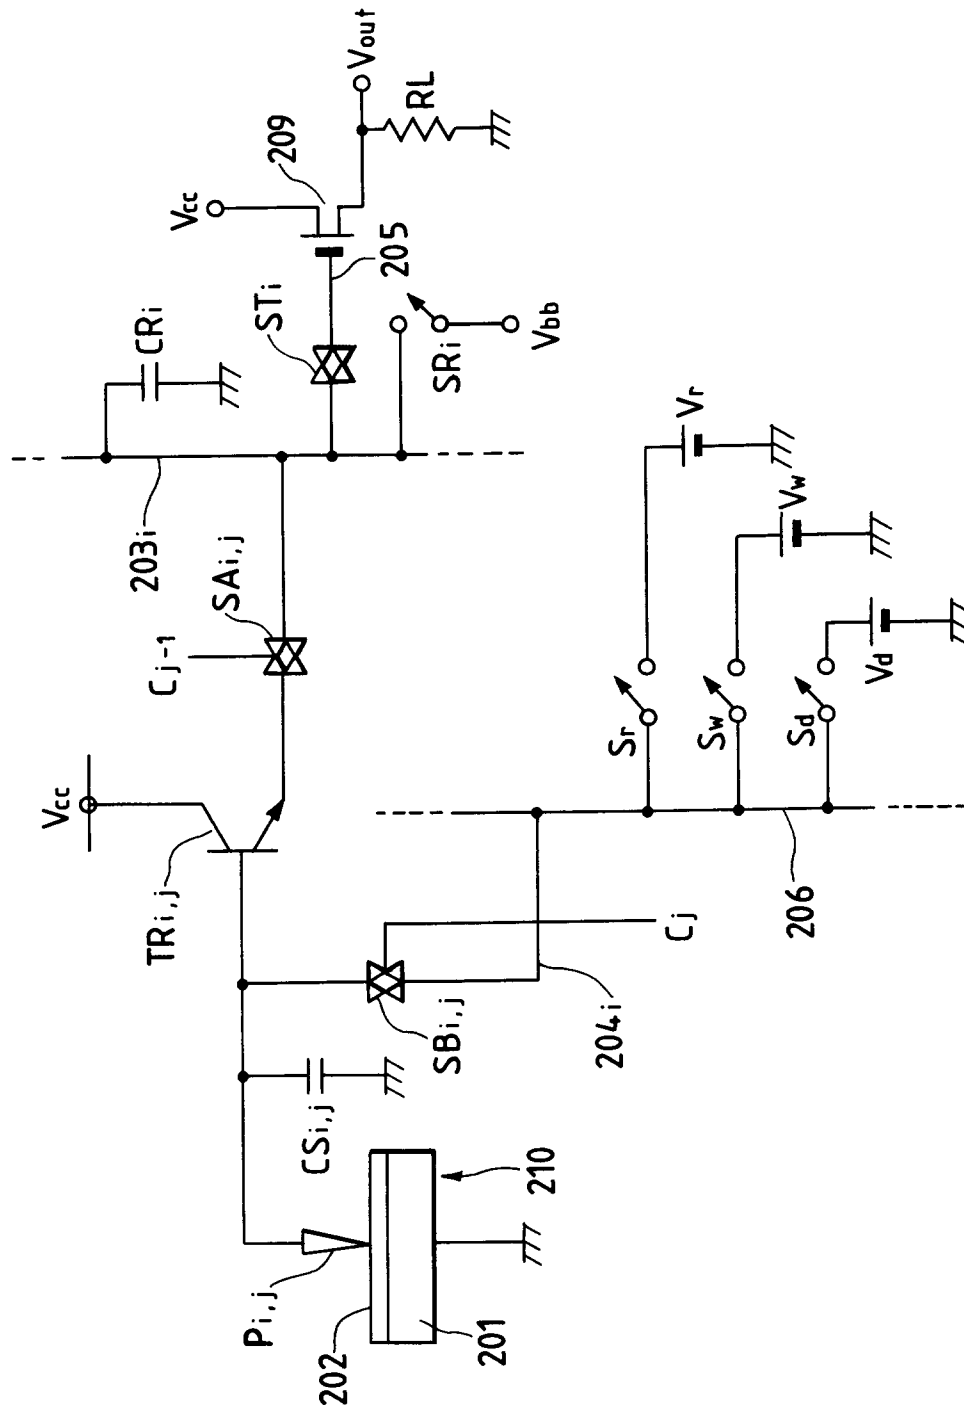 Vcc
Vout
209
RL
205
STi
CRi
SRi
Vbb
203i
SAi,j
Cj-1
Vcc
TRi,j
Vr
Vw
Vd
Sr
Sw
Sd
206
Cj
SBi,j
204i
CSi,j
Pi,j
202
201
210